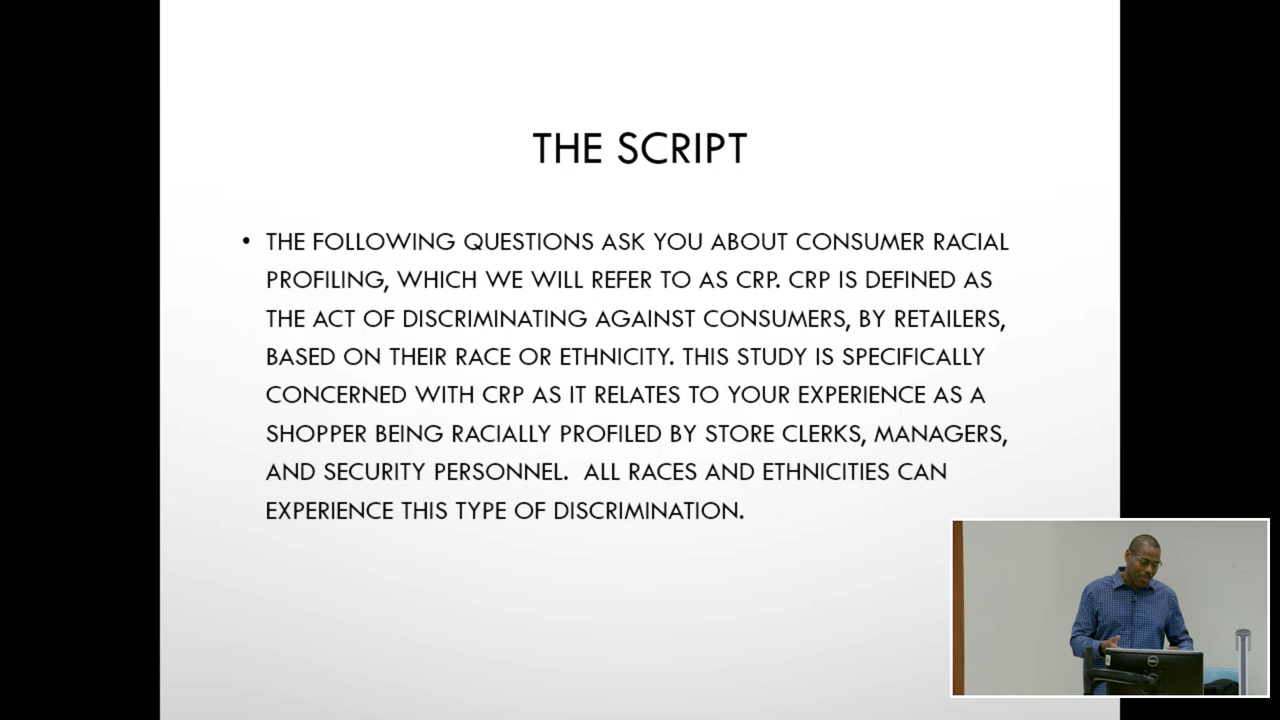 THE SCRIPT
• THE FOLLOWING QUESTIONS ASK YOU ABOUT CONSUMER RACIAL
PROFILING, WHICH WE WILL REFER TO AS CRP. CRP IS DEFINED AS
THE ACT OF DISCRIMINATING AGAINST CONSUMERS, BY RETAILERS,
BASED ON THEIR RACE OR ETHNICITY. THIS STUDY IS SPECIFICALLY
CONCERNED WITH CRP AS IT RELATES TO YOUR EXPERIENCE AS A
SHOPPER BEING RACIALLY PROFILED BY STORE CLERKS, MANAGERS,
AND SECURITY PERSONNEL.  ALL RACES AND ETHNICITIES CAN
EXPERIENCE THIS TYPE OF DISCRIMINATION.
DELL